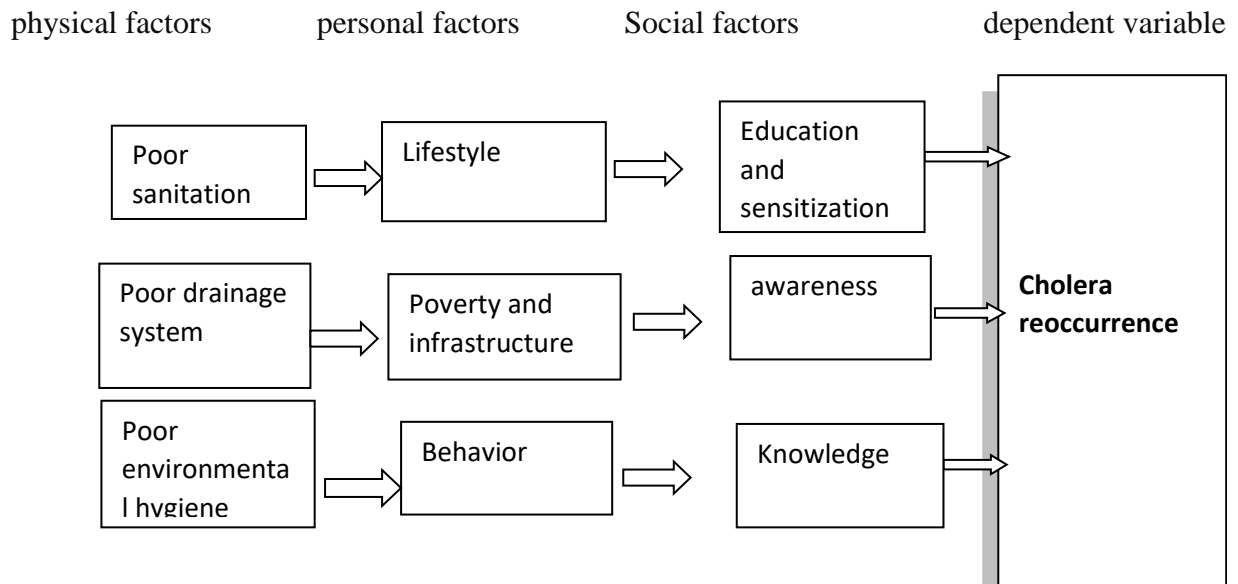 physical factors personal factors Social factors dependent variable
Poor
sanitation
Lifestyle
Education
and
sensitization
Poor drainage
system
Poverty and
infrastructure
awareness
Cholera
reoccurrence
Poor
environmenta
l hygiene
Behavior
Knowledge